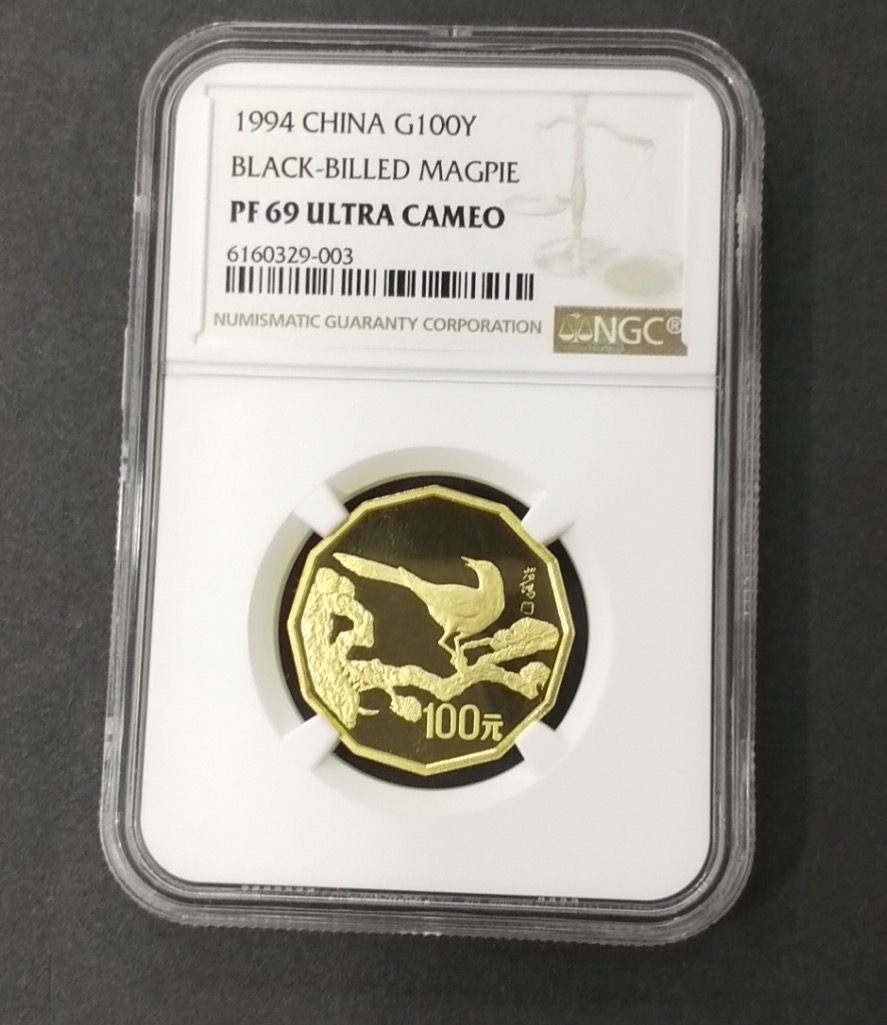 1994 CHINA G100Y
BLACK-BILLED MAGPIE
PF 69 ULTRA CAMEO
6160329-003
NUMISMATIC GUARANTY CORPORATION
NGC®
100元